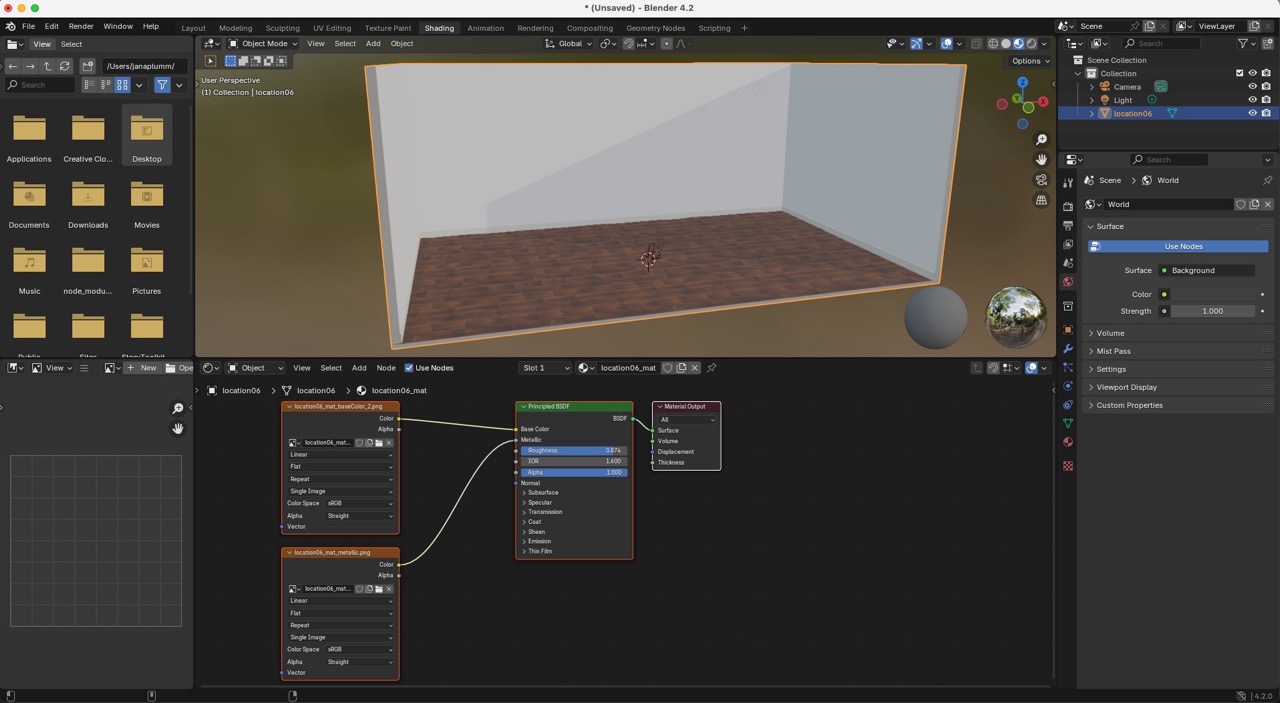 * (Unsaved) - Blender 4.2
File Edit Render Window Help Layout Modeling Sculpting UV Editing Texture Paint Shading Animation Rendering Compositing Geometry Nodes Scripting Scene ViewLayer
View Select Object Mode View Select Add Object Global Search
Options
/Users/janaplumm/
Search
User Perspective
(1) Collection | location06
Applications Creative Clo... Desktop
Documents Downloads Movies
Music node_modu... Pictures
Scene Collection
Collection
Camera
Light
location06
Search
Scene > World
World
Surface
Use Nodes
Surface Background
Color
Strength 1.000
Volume
Mist Pass
Settings
Viewport Display
Custom Properties
Z
Y
X
View New Ope Object View Select Add Node Use Nodes Slot 1 location06_mat
location06 > location06 > location06_mat
location06_mat_baseColor_2.png
Color
Alpha
location06_mat...
Linear
Flat
Repeat
Single Image
Color Space sRGB
Alpha Straight
Vector
location06_mat_metallic.png
Color
Alpha
location06_mat...
Linear
Flat
Repeat
Single Image
Color Space sRGB
Alpha Straight
Vector
Principled BSDF
BSDF
Base Color
Metallic
Roughness 0.874
IOR 1.600
Alpha 1.000
Normal
Subsurface
Specular
Transmission
Coat
Sheen
Emission
Thin Film
Material Output
All
Surface
Volume
Displacement
Thickness
4.2.0